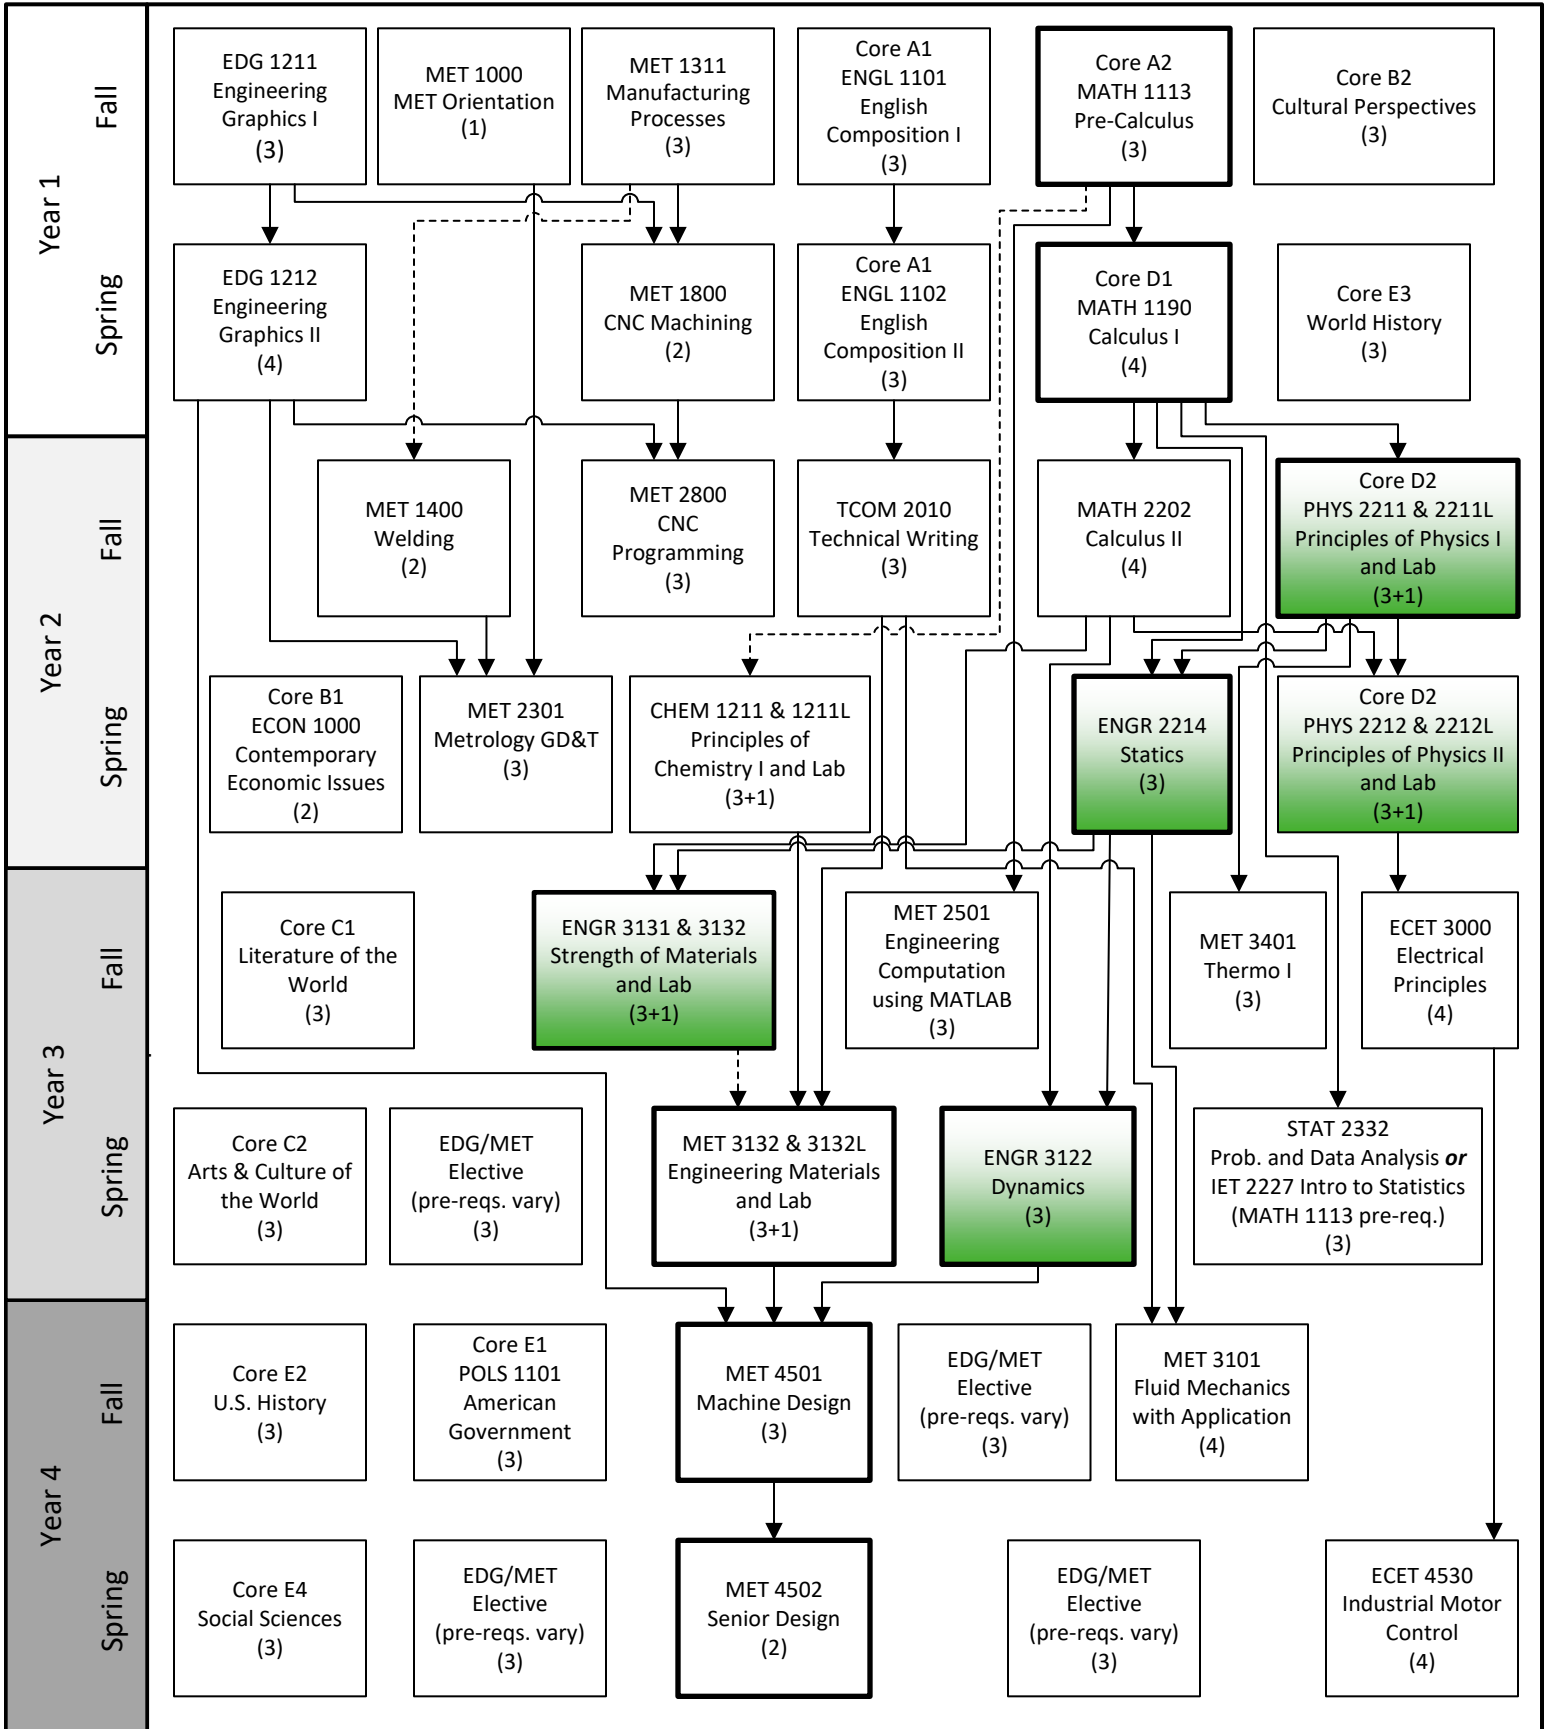 Year 1
Fall
EDG 1211
Engineering
Graphics I
(3)
MET 1000
MET Orientation
(1)
MET 1311
Manufacturing
Processes
(3)
Core A1
ENGL 1101
English
Composition I
(3)
Core A2
MATH 1113
Pre-Calculus
(3)
Core B2
Cultural Perspectives
(3)
Spring
EDG 1212
Engineering
Graphics II
(4)
MET 1800
CNC Machining
(2)
Core A1
ENGL 1102
English
Composition II
(3)
Core D1
MATH 1190
Calculus I
(4)
Core E3
World History
(3)
Year 2
Fall
MET 1400
Welding
(2)
MET 2800
CNC
Programming
(3)
TCOM 2010
Technical Writing
(3)
MATH 2202
Calculus II
(4)
Core D2
PHYS 2211 & 2211L
Principles of Physics I
and Lab
(3+1)
Spring
Core B1
ECON 1000
Contemporary
Economic Issues
(2)
MET 2301
Metrology GD&T
(3)
CHEM 1211 & 1211L
Principles of
Chemistry I and Lab
(3+1)
ENGR 2214
Statics
(3)
Core D2
PHYS 2212 & 2212L
Principles of Physics II
and Lab
(3+1)
Year 3
Fall
Core C1
Literature of the
World
(3)
ENGR 3131 & 3132
Strength of Materials
and Lab
(3+1)
MET 2501
Engineering
Computation
using MATLAB
(3)
MET 3401
Thermo I
(3)
ECET 3000
Electrical
Principles
(4)
Spring
Core C2
Arts & Culture of
the World
(3)
EDG/MET
Elective
(pre-reqs. vary)
(3)
MET 3132 & 3132L
Engineering Materials
and Lab
(3+1)
ENGR 3122
Dynamics
(3)
STAT 2332
Prob. and Data Analysis or
IET 2227 Intro to Statistics
(MATH 1113 pre-req.)
(3)
Year 4
Fall
Core E2
U.S. History
(3)
Core E1
POLS 1101
American
Government
(3)
MET 4501
Machine Design
(3)
EDG/MET
Elective
(pre-reqs. vary)
(3)
MET 3101
Fluid Mechanics
with Application
(4)
Spring
Core E4
Social Sciences
(3)
EDG/MET
Elective
(pre-reqs. vary)
(3)
MET 4502
Senior Design
(2)
EDG/MET
Elective
(pre-reqs. vary)
(3)
ECET 4530
Industrial Motor
Control
(4)